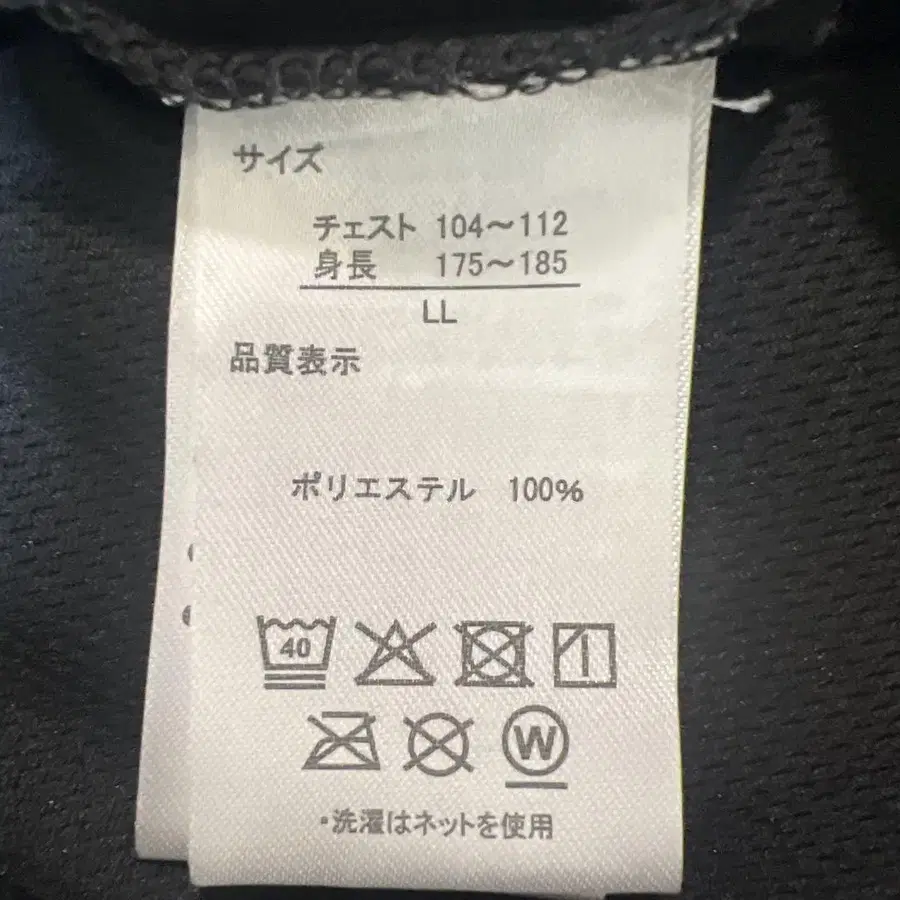 サイズ
チェスト 104～112
身長 175～185
LL
品質表示
ポリエステル 100%
40
W
・洗濯はネットを使用